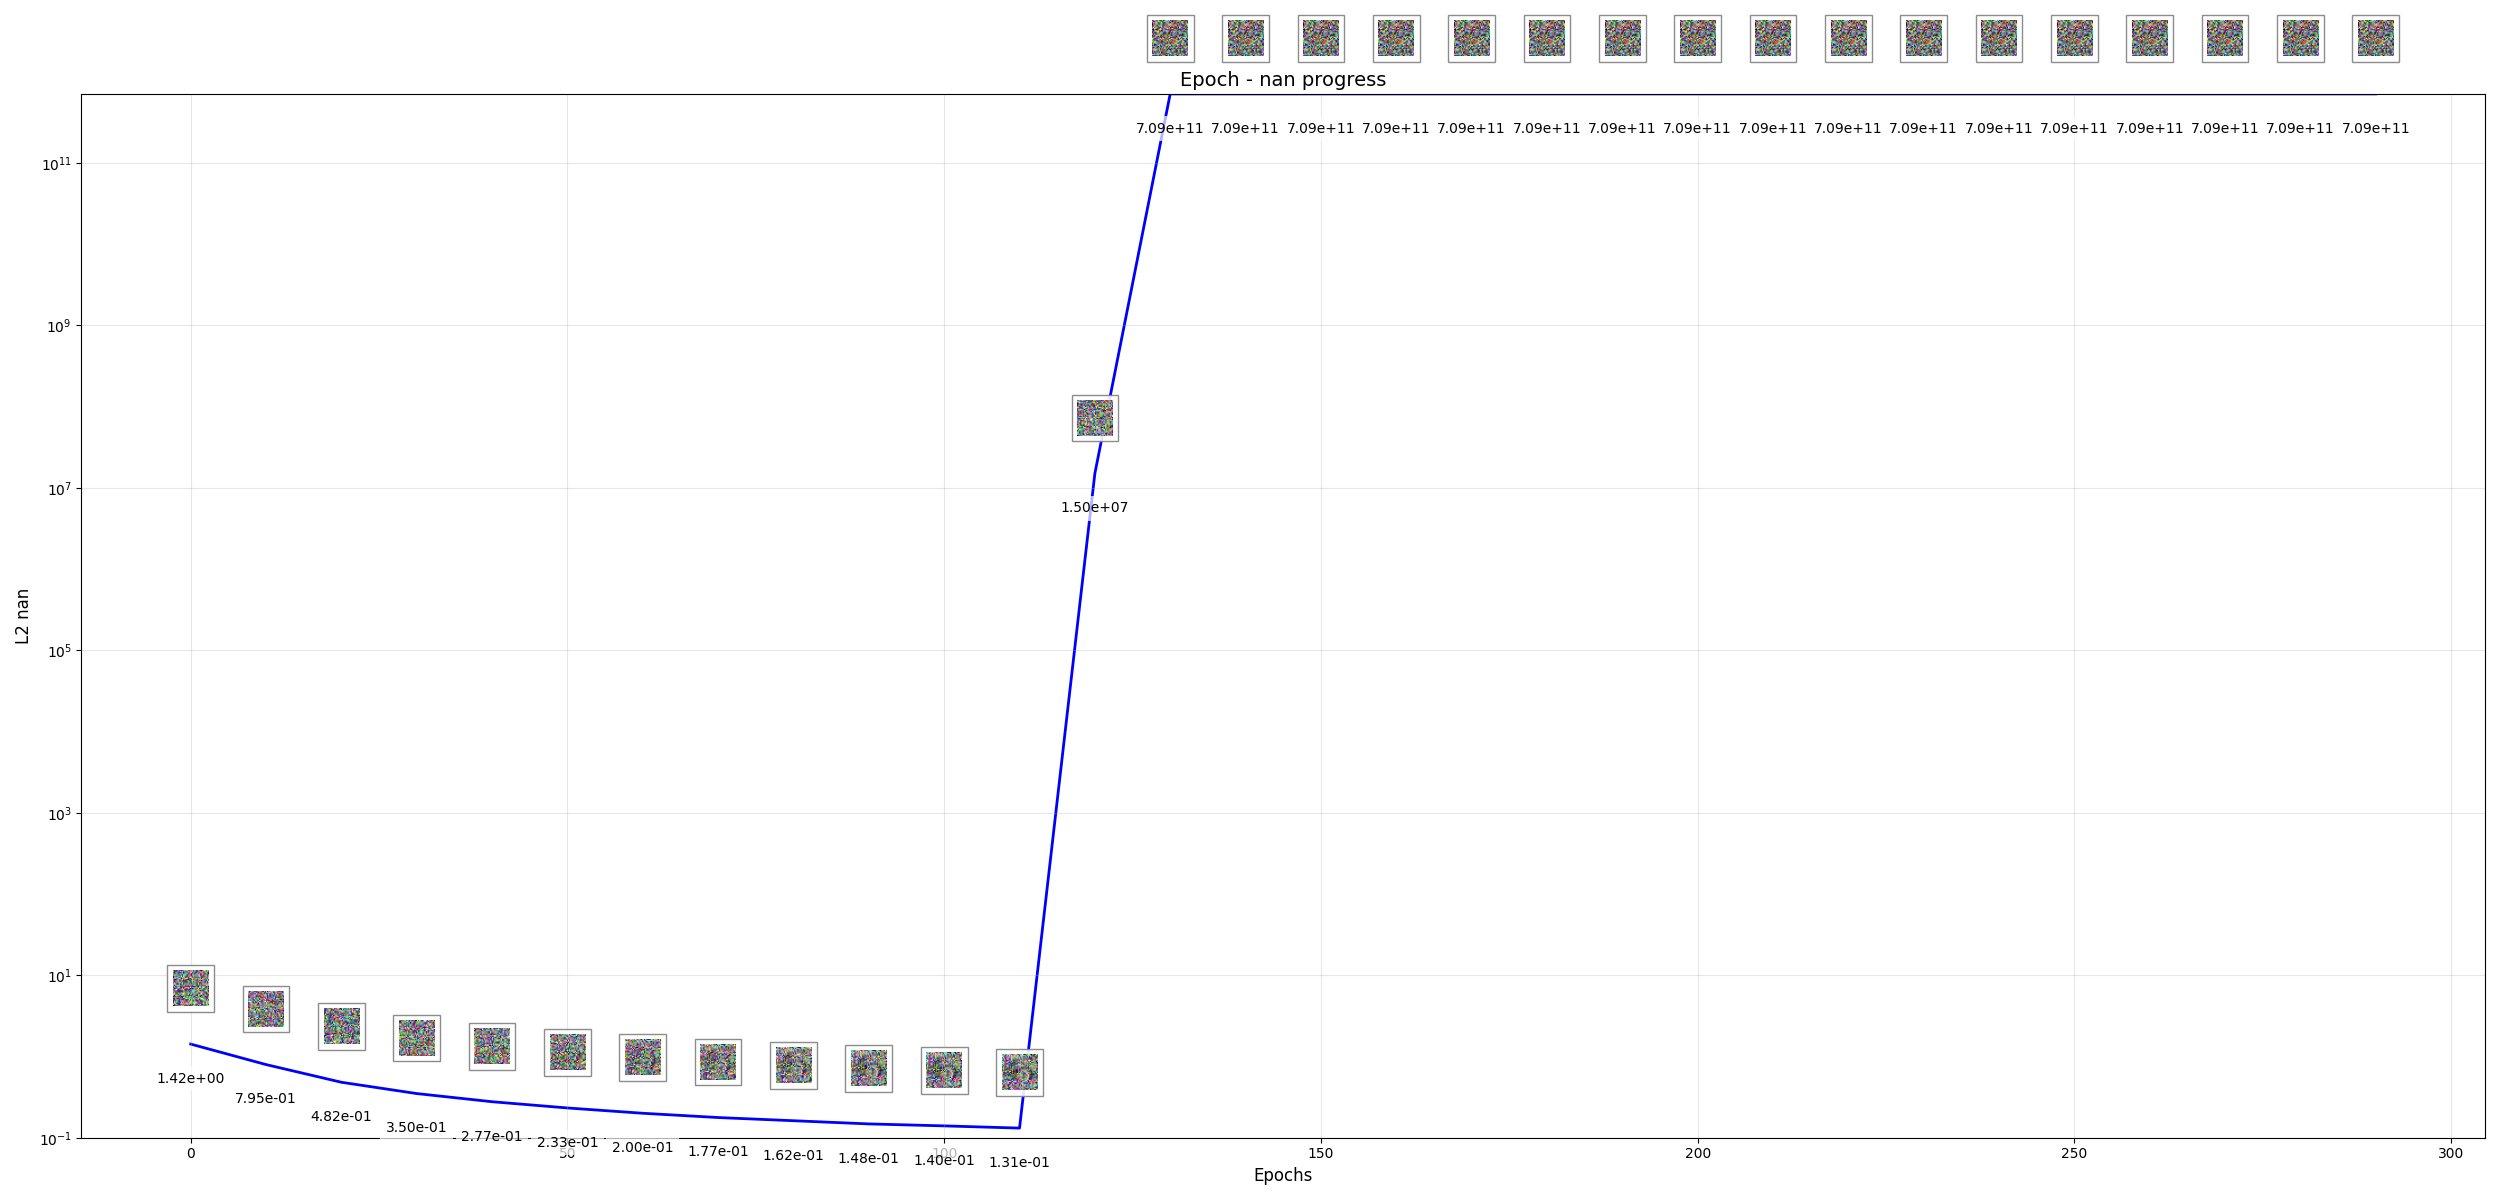 Epoch - nan progress
7.09e+11 7.09e+11 7.09e+11 7.09e+11 7.09e+11 7.09e+11 7.09e+11 7.09e+11 7.09e+11 7.09e+11 7.09e+11 7.09e+11 7.09e+11 7.09e+11 7.09e+11 7.09e+11 7.09e+11
10¹¹
10⁹
10⁷
1.50e+07
L2 nan
10⁵
10³
10¹
1.42e+00
7.95e-01
4.82e-01
3.50e-01
2.77e-01
2.33e-01
2.00e-01
1.77e-01
1.62e-01
1.48e-01
1.40e-01
1.31e-01
10⁻¹
0 50 100 150 200 250 300
Epochs